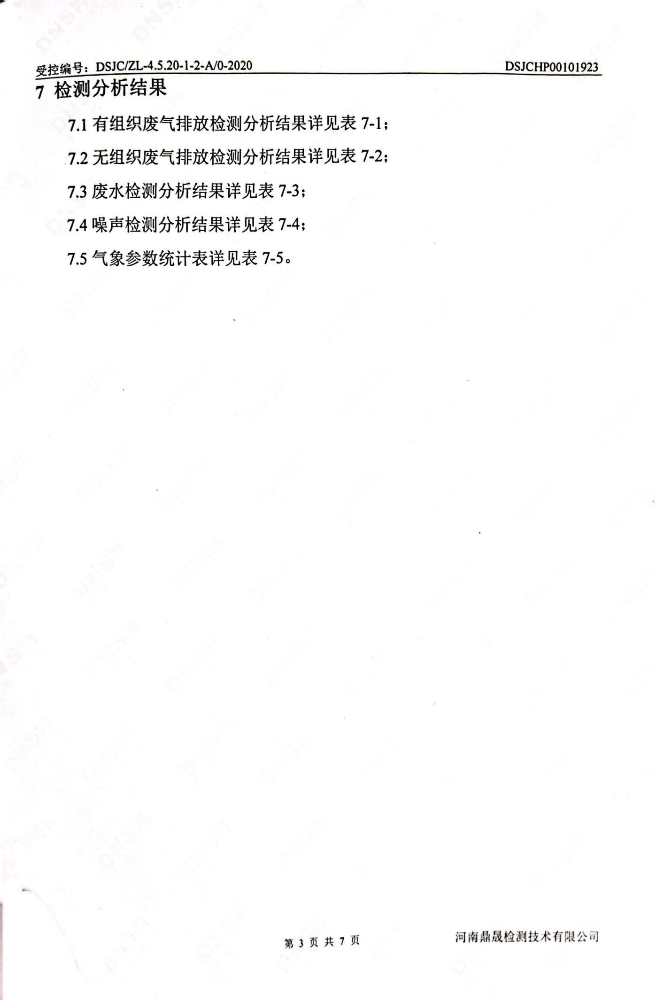 受控编号：DSJC/ZL-4.5.20-1-2-A/0-2020 DSJCHP00101923
7 检测分析结果
7.1 有组织废气排放检测分析结果详见表 7-1；
7.2 无组织废气排放检测分析结果详见表 7-2；
7.3 废水检测分析结果详见表 7-3；
7.4 噪声检测分析结果详见表 7-4；
7.5 气象参数统计表详见表 7-5。
第 3 页 共 7 页 河南鼎晟检测技术有限公司